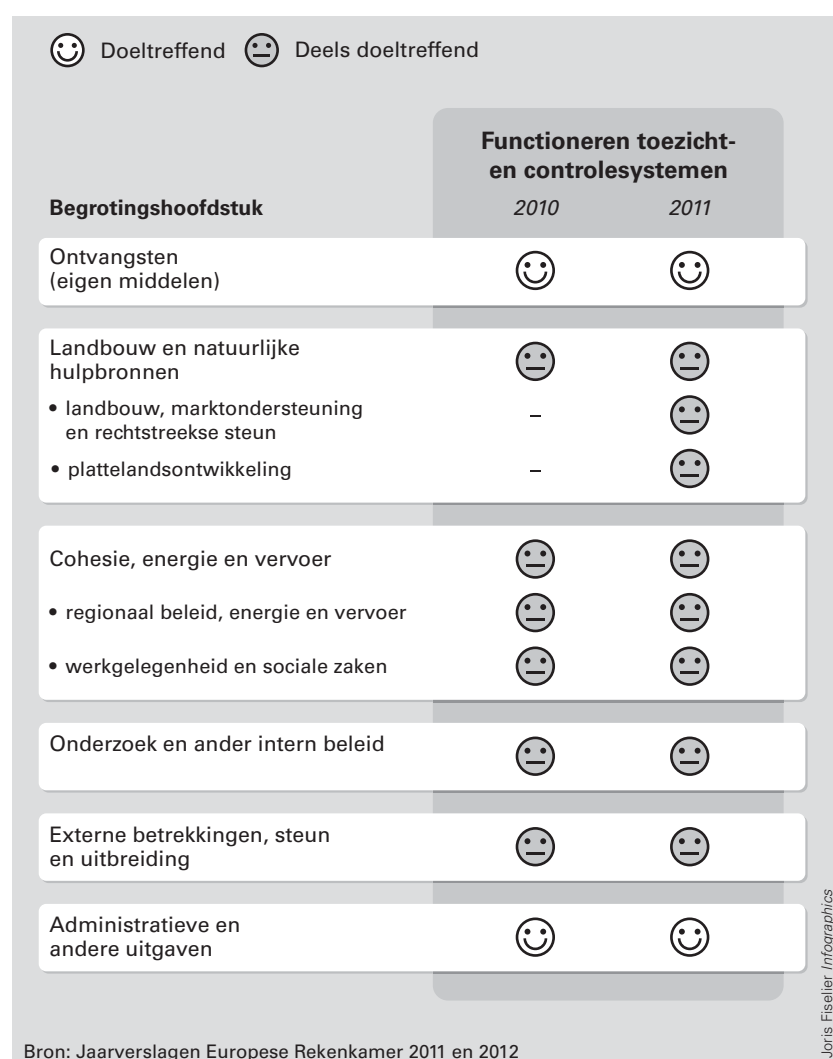 Doeltreffend Deels doeltreffend
Functioneren toezicht-
en controlesystemen
Begrotingshoofdstuk 2010 2011
Ontvangsten
(eigen middelen)
Landbouw en natuurlijke
hulpbronnen
• landbouw, marktondersteuning – 
en rechtstreekse steun
• plattelandsontwikkeling –
Cohesie, energie en vervoer
• regionaal beleid, energie en vervoer
• werkgelegenheid en sociale zaken
Onderzoek en ander intern beleid
Externe betrekkingen, steun
en uitbreiding
Administratieve en
andere uitgaven
Joris Fiselier Infographics
Bron: Jaarverslagen Europese Rekenkamer 2011 en 2012